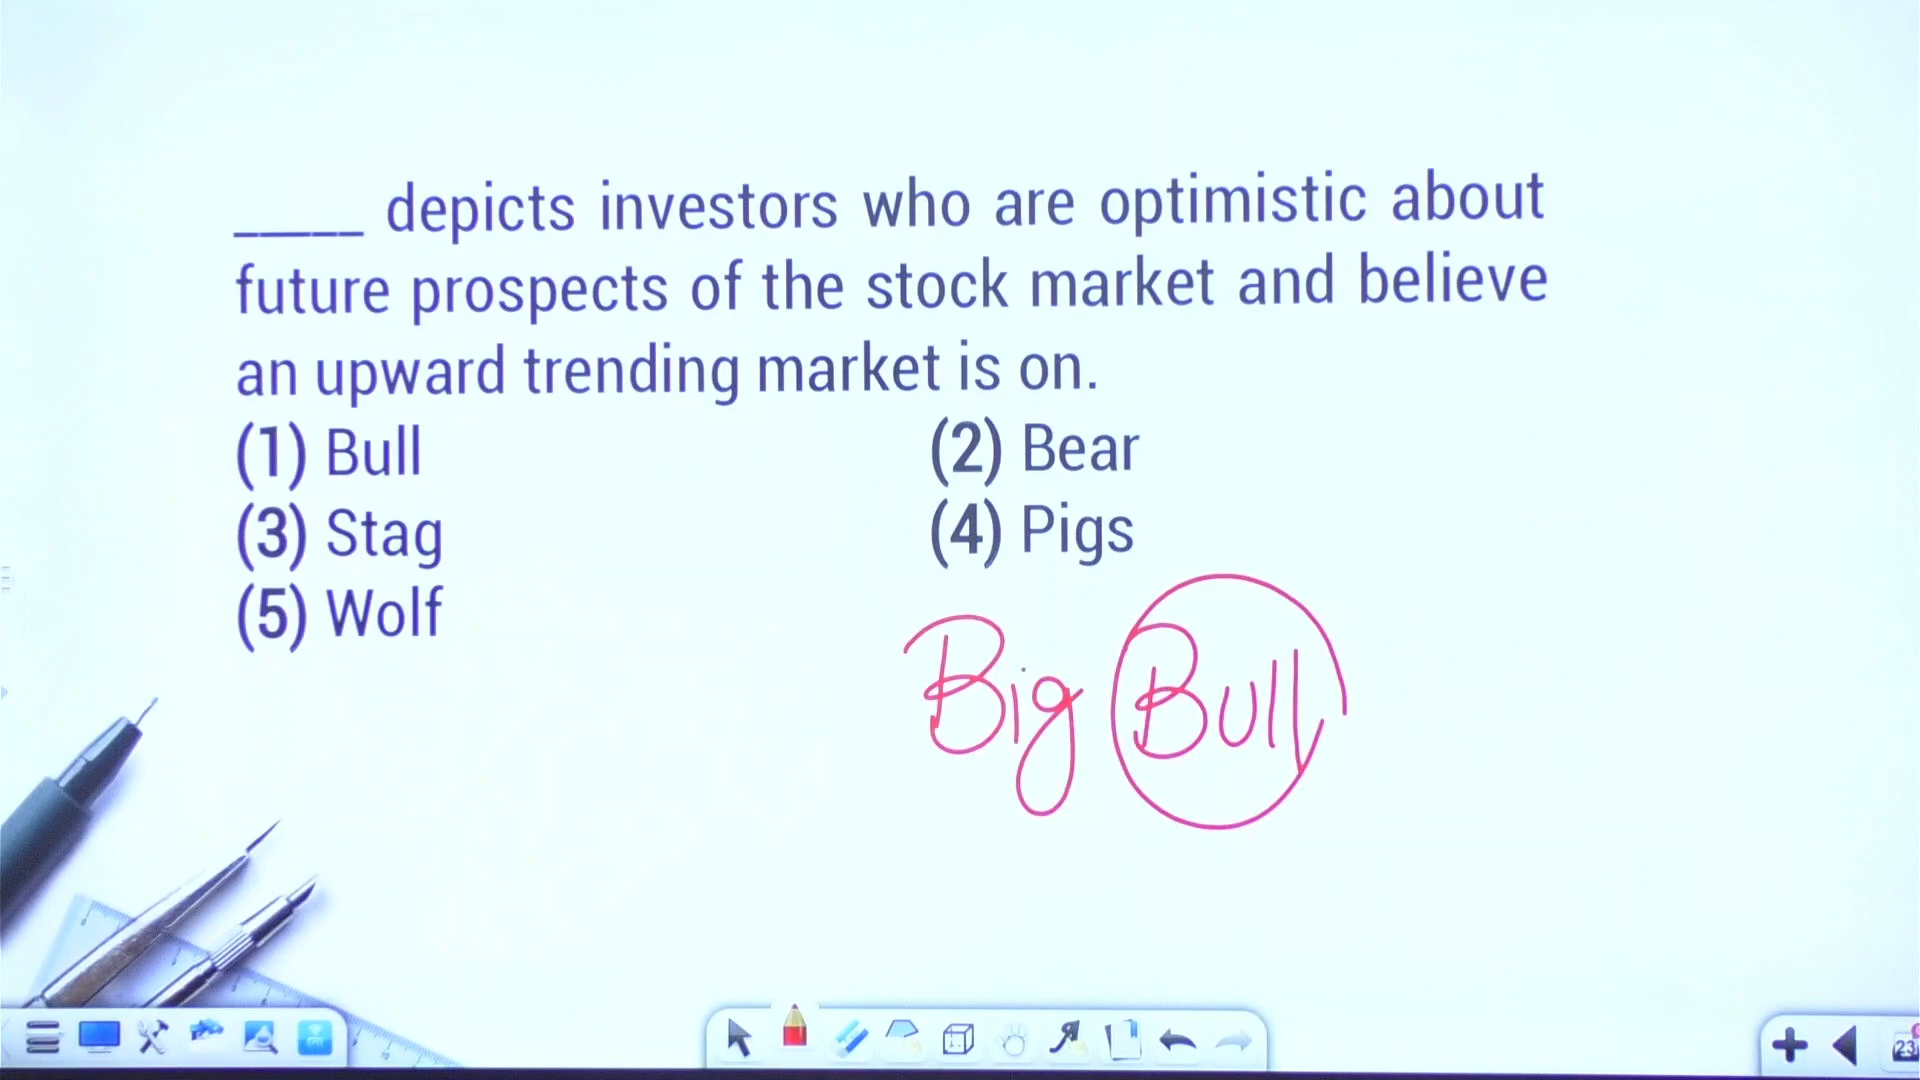 _____ depicts investors who are optimistic about
future prospects of the stock market and believe
an upward trending market is on.
(1) Bull
(2) Bear
(3) Stag
(4) Pigs
(5) Wolf
Big Bull
23